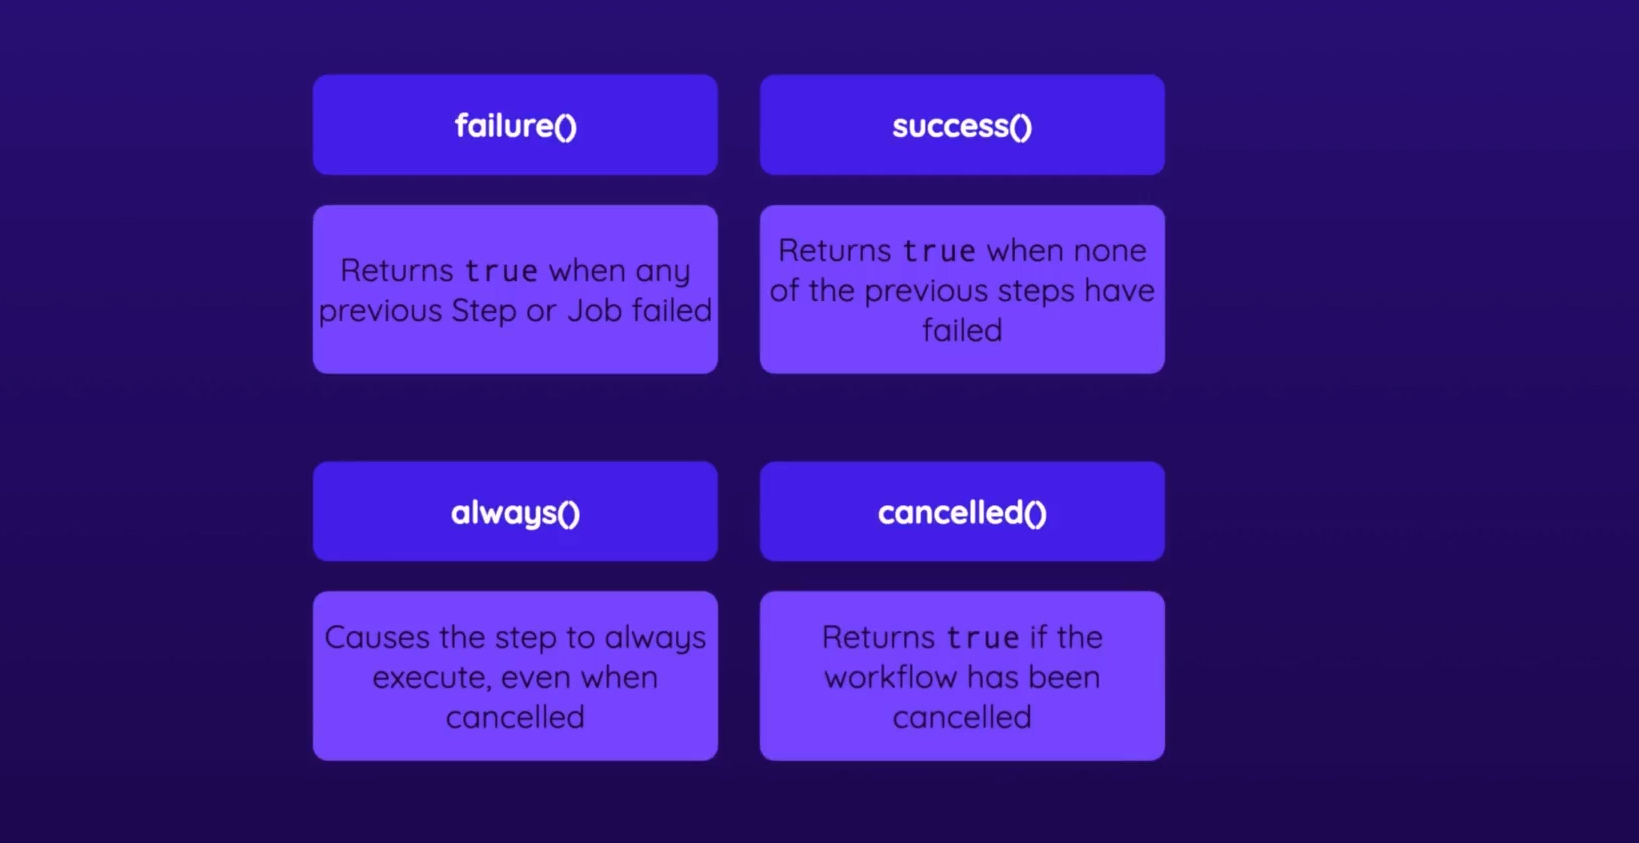 failure()
success()
Returns true when any
previous Step or Job failed
Returns true when none
of the previous steps have
failed
always()
cancelled()
Causes the step to always
execute, even when
cancelled
Returns true if the
workflow has been
cancelled